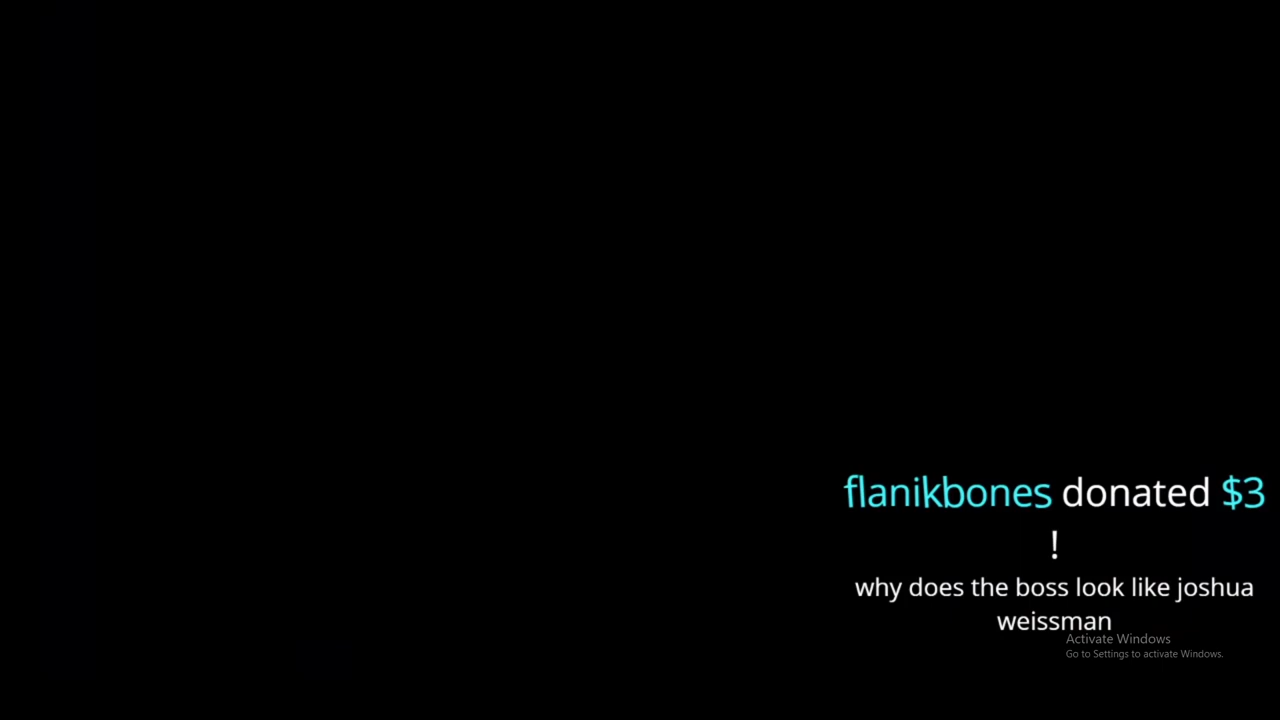 flanikbones donated $3
!
why does the boss look like joshua
weissman
Activate Windows
Go to Settings to activate Windows.